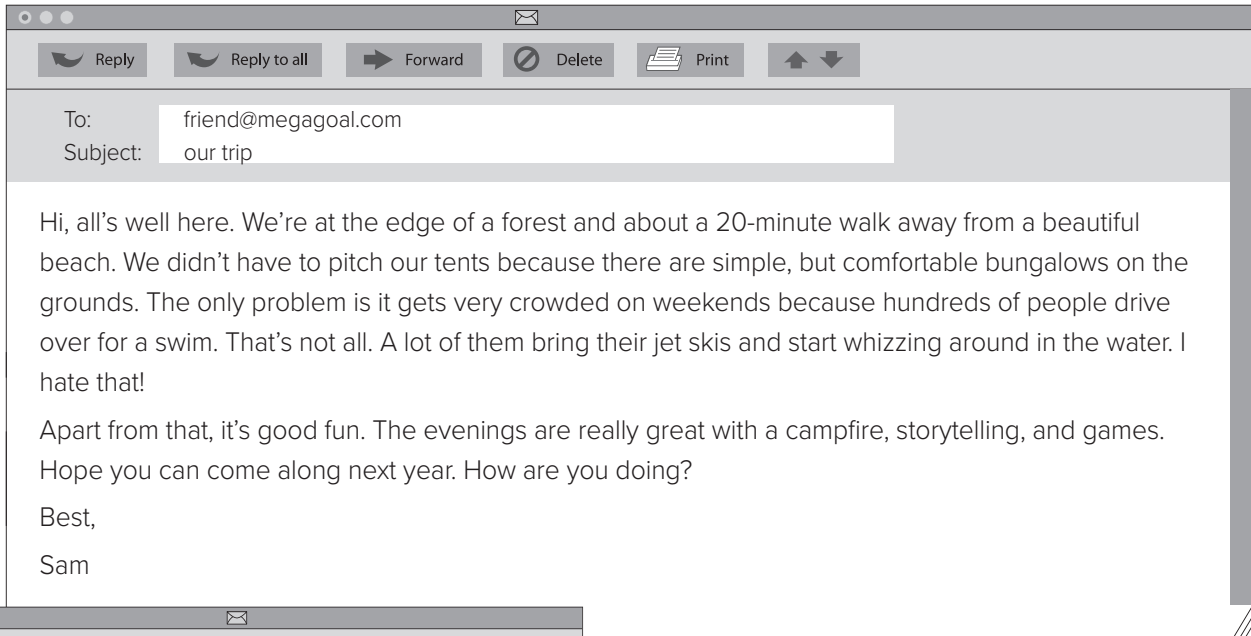 Reply Reply to all Forward Delete Print
To: friend@megagoal.com
Subject: our trip
Hi, all's well here. We're at the edge of a forest and about a 20-minute walk away from a beautiful
beach. We didn't have to pitch our tents because there are simple, but comfortable bungalows on the
grounds. The only problem is it gets very crowded on weekends because hundreds of people drive
over for a swim. That's not all. A lot of them bring their jet skis and start whizzing around in the water. I
hate that!
Apart from that, it's good fun. The evenings are really great with a campfire, storytelling, and games.
Hope you can come along next year. How are you doing?
Best,
Sam